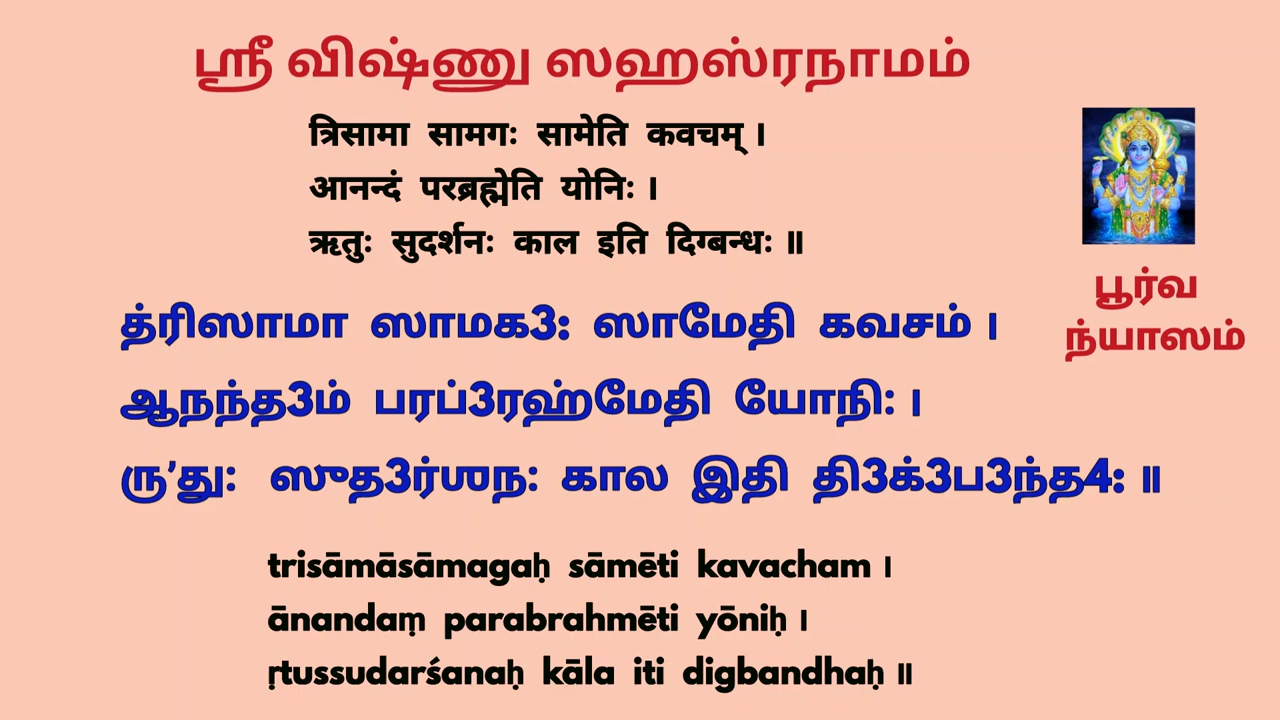 ஸ்ரீ விஷ்ணு ஸஹஸ்ரநாமம்
त्रिसामा सामगः सामेति कवचम् ।
आनन्दं परब्रह्मेति योनिः ।
ऋतुः सुदर्शनः काल इति दिग्बन्धः ॥
பூர்வ
ந்யாஸம்
த்ரிஸாமா ஸாமக3: ஸாமேதி கவசம் ।
ஆநந்த3ம் பரப்3ரஹ்மேதி யோநி: ।
ரு’து: ஸுத3ர்ஶந: கால இதி தி3க்3ப3ந்த4: ॥
trisāmāsāmagaḥ sāmēti kavacham ।
ānandaṃ parabrahmēti yōniḥ ।
ṛtussudarśanaḥ kāla iti digbandhaḥ ॥